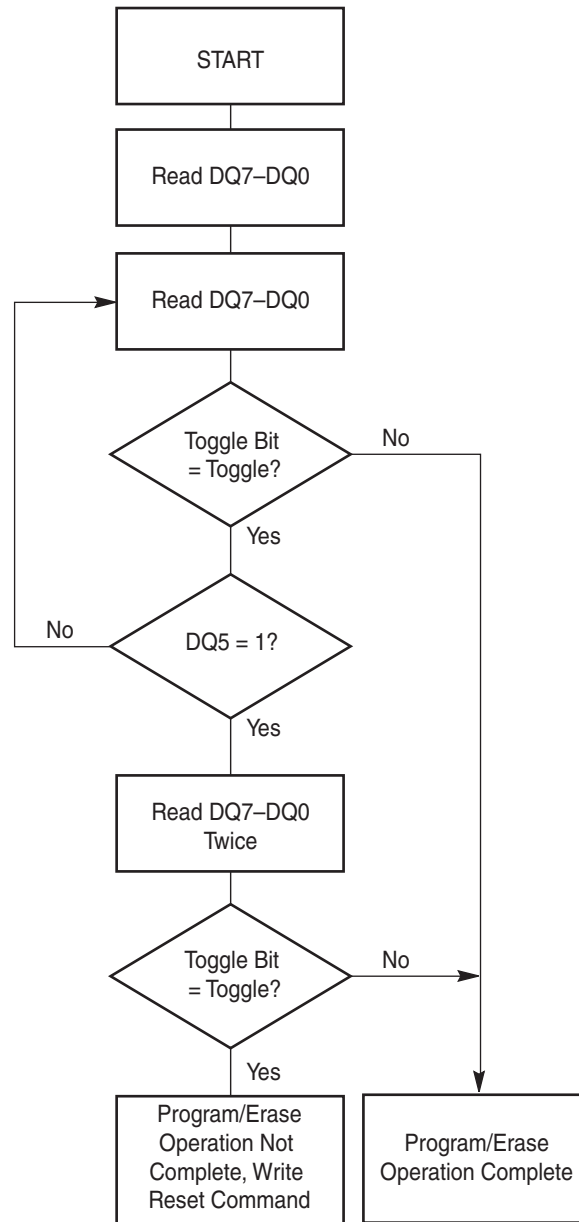 START
Read DQ7–DQ0
Read DQ7–DQ0
Toggle Bit
= Toggle?
No
Yes
No
DQ5 = 1?
Yes
Read DQ7–DQ0
Twice
Toggle Bit
= Toggle?
No
Yes
Program/Erase
Operation Not
Complete, Write
Reset Command
Program/Erase
Operation Complete